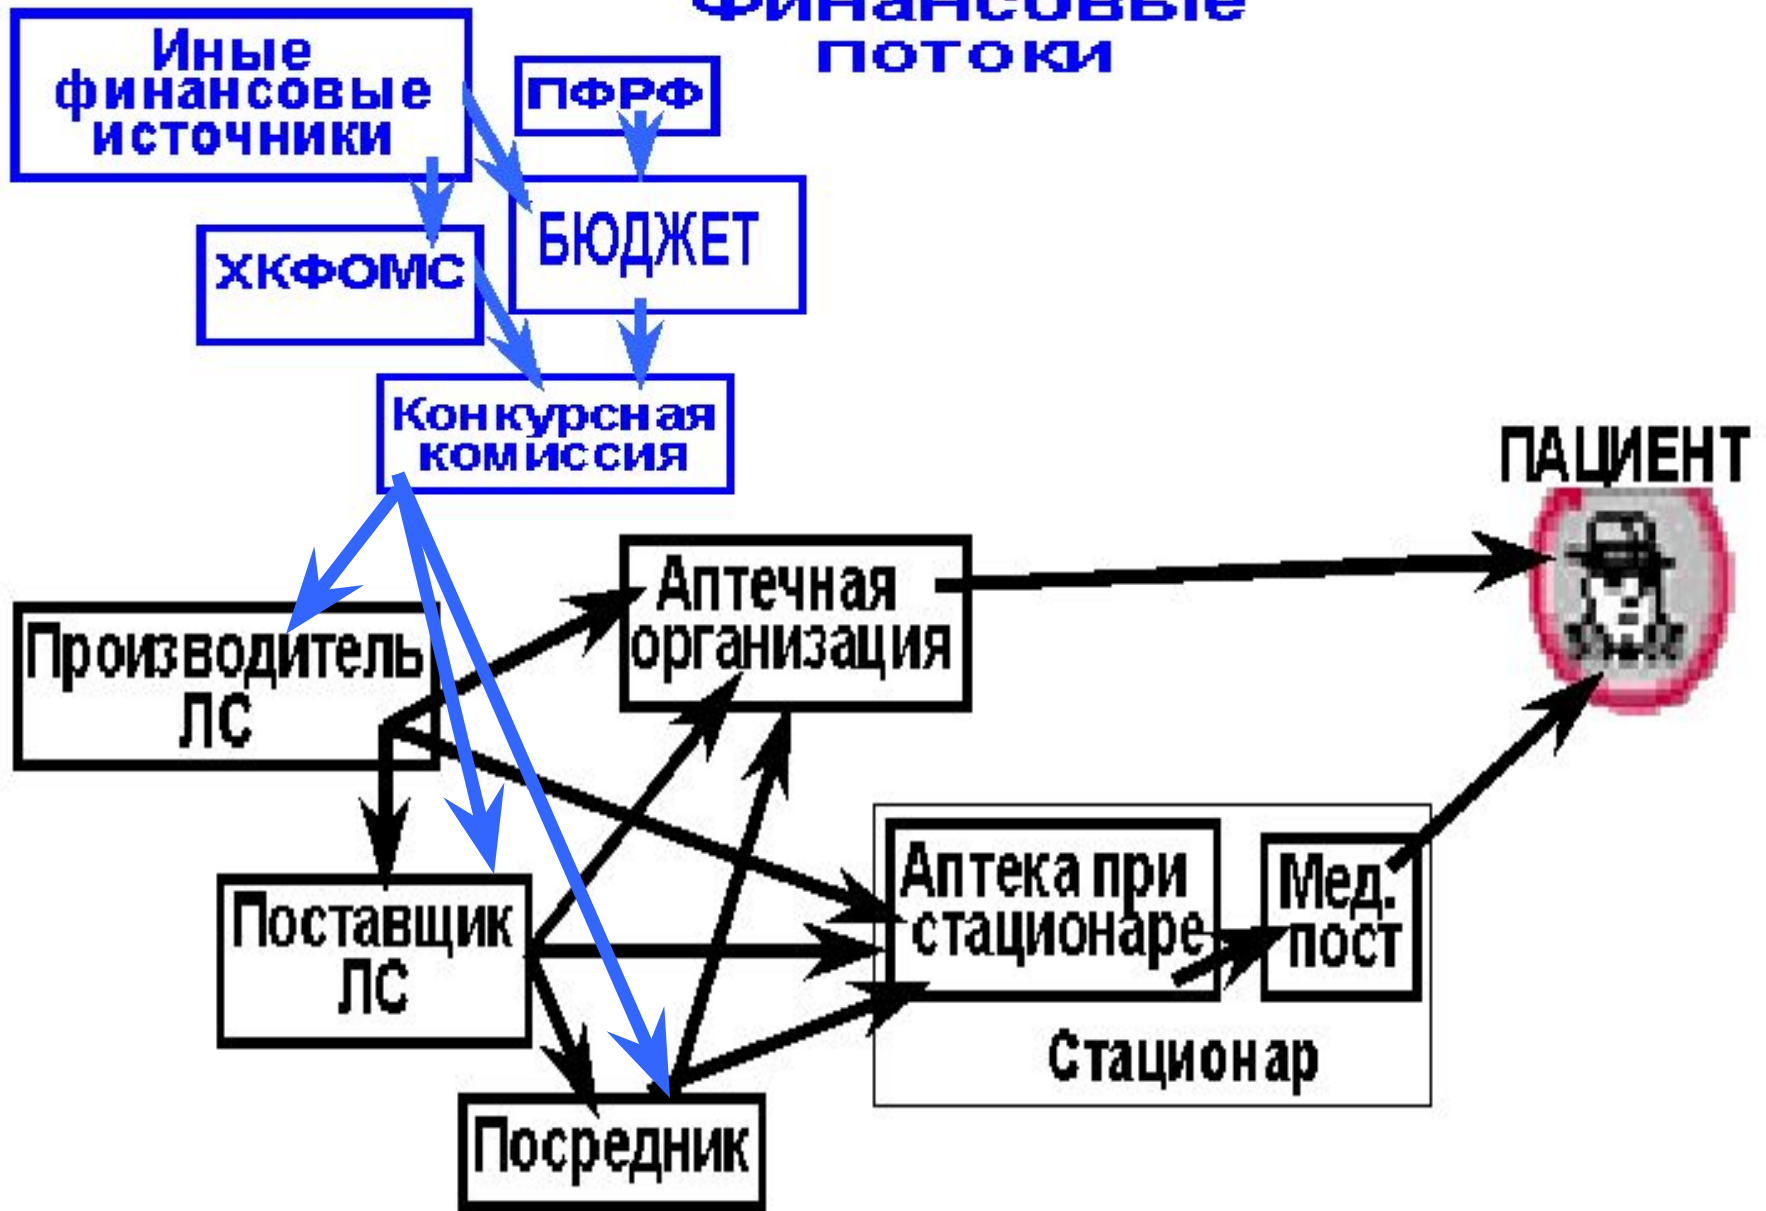 Финансовые
потоки
Иные
финансовые
источники
ПФРФ
БЮДЖЕТ
ХКФОМС
Конкурсная
комиссия
ПАЦИЕНТ
Аптечная
организация
Производитель
ЛС
Аптека при
стационаре
Мед.
пост
Поставщик
ЛС
Стационар
Посредник